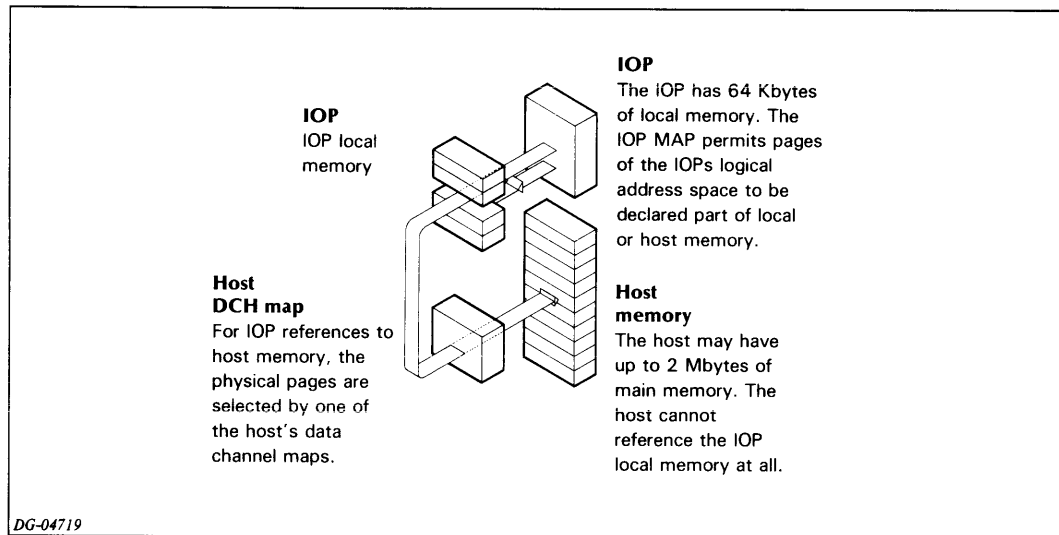 IOP
IOP local
memory
IOP
The IOP has 64 Kbytes
of local memory. The
IOP MAP permits pages
of the IOPs logical
address space to be
declared part of local
or host memory.
Host
DCH map
For IOP references to
host memory, the
physical pages are
selected by one of
the host's data
channel maps.
Host
memory
The host may have
up to 2 Mbytes of
main memory. The
host cannot
reference the IOP
local memory at all.
DG-04719